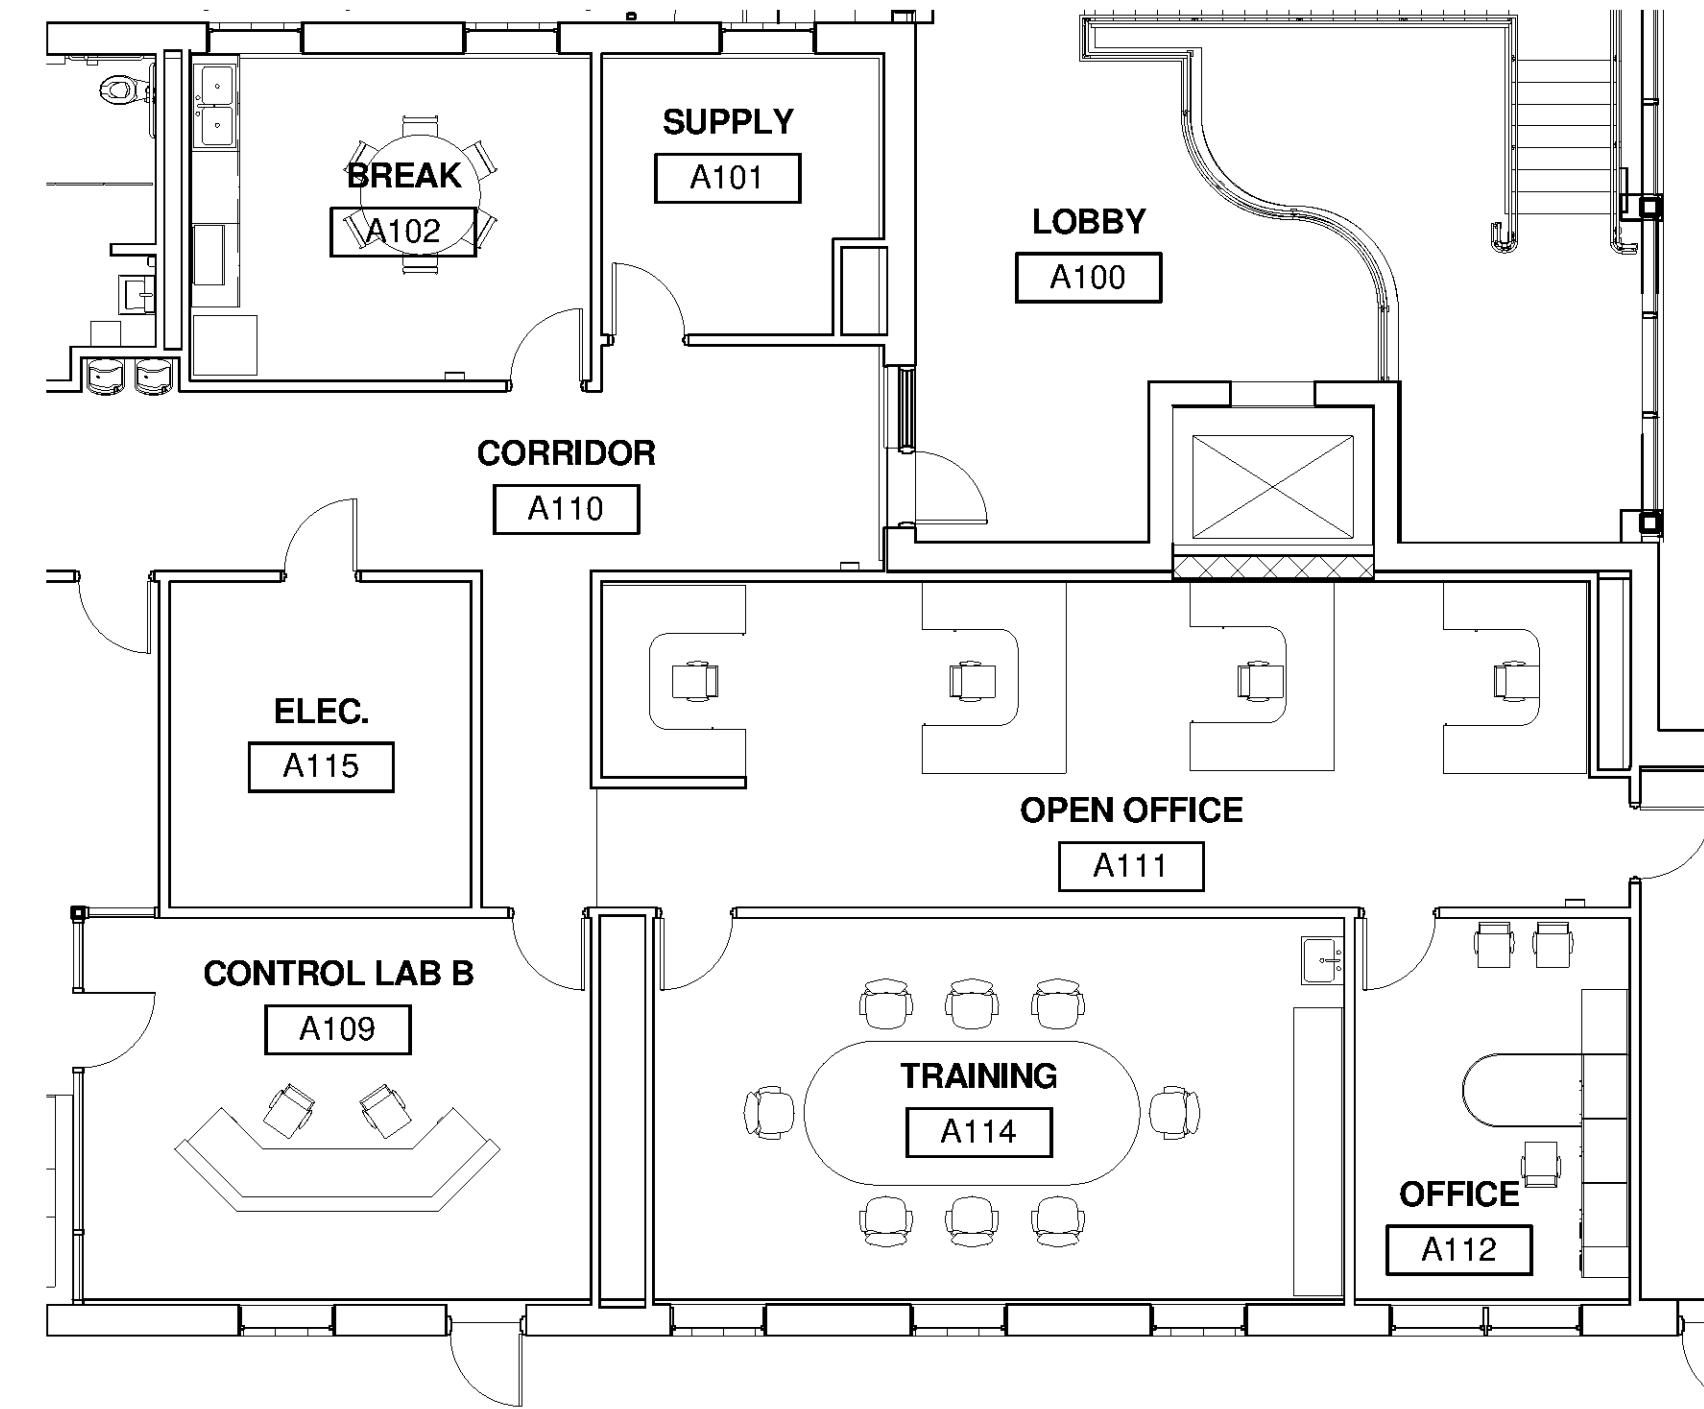 SUPPLY
A101
BREAK
A102
LOBBY
A100
CORRIDOR
A110
ELEC.
A115
OPEN OFFICE
A111
CONTROL LAB B
A109
TRAINING
A114
OFFICE
A112